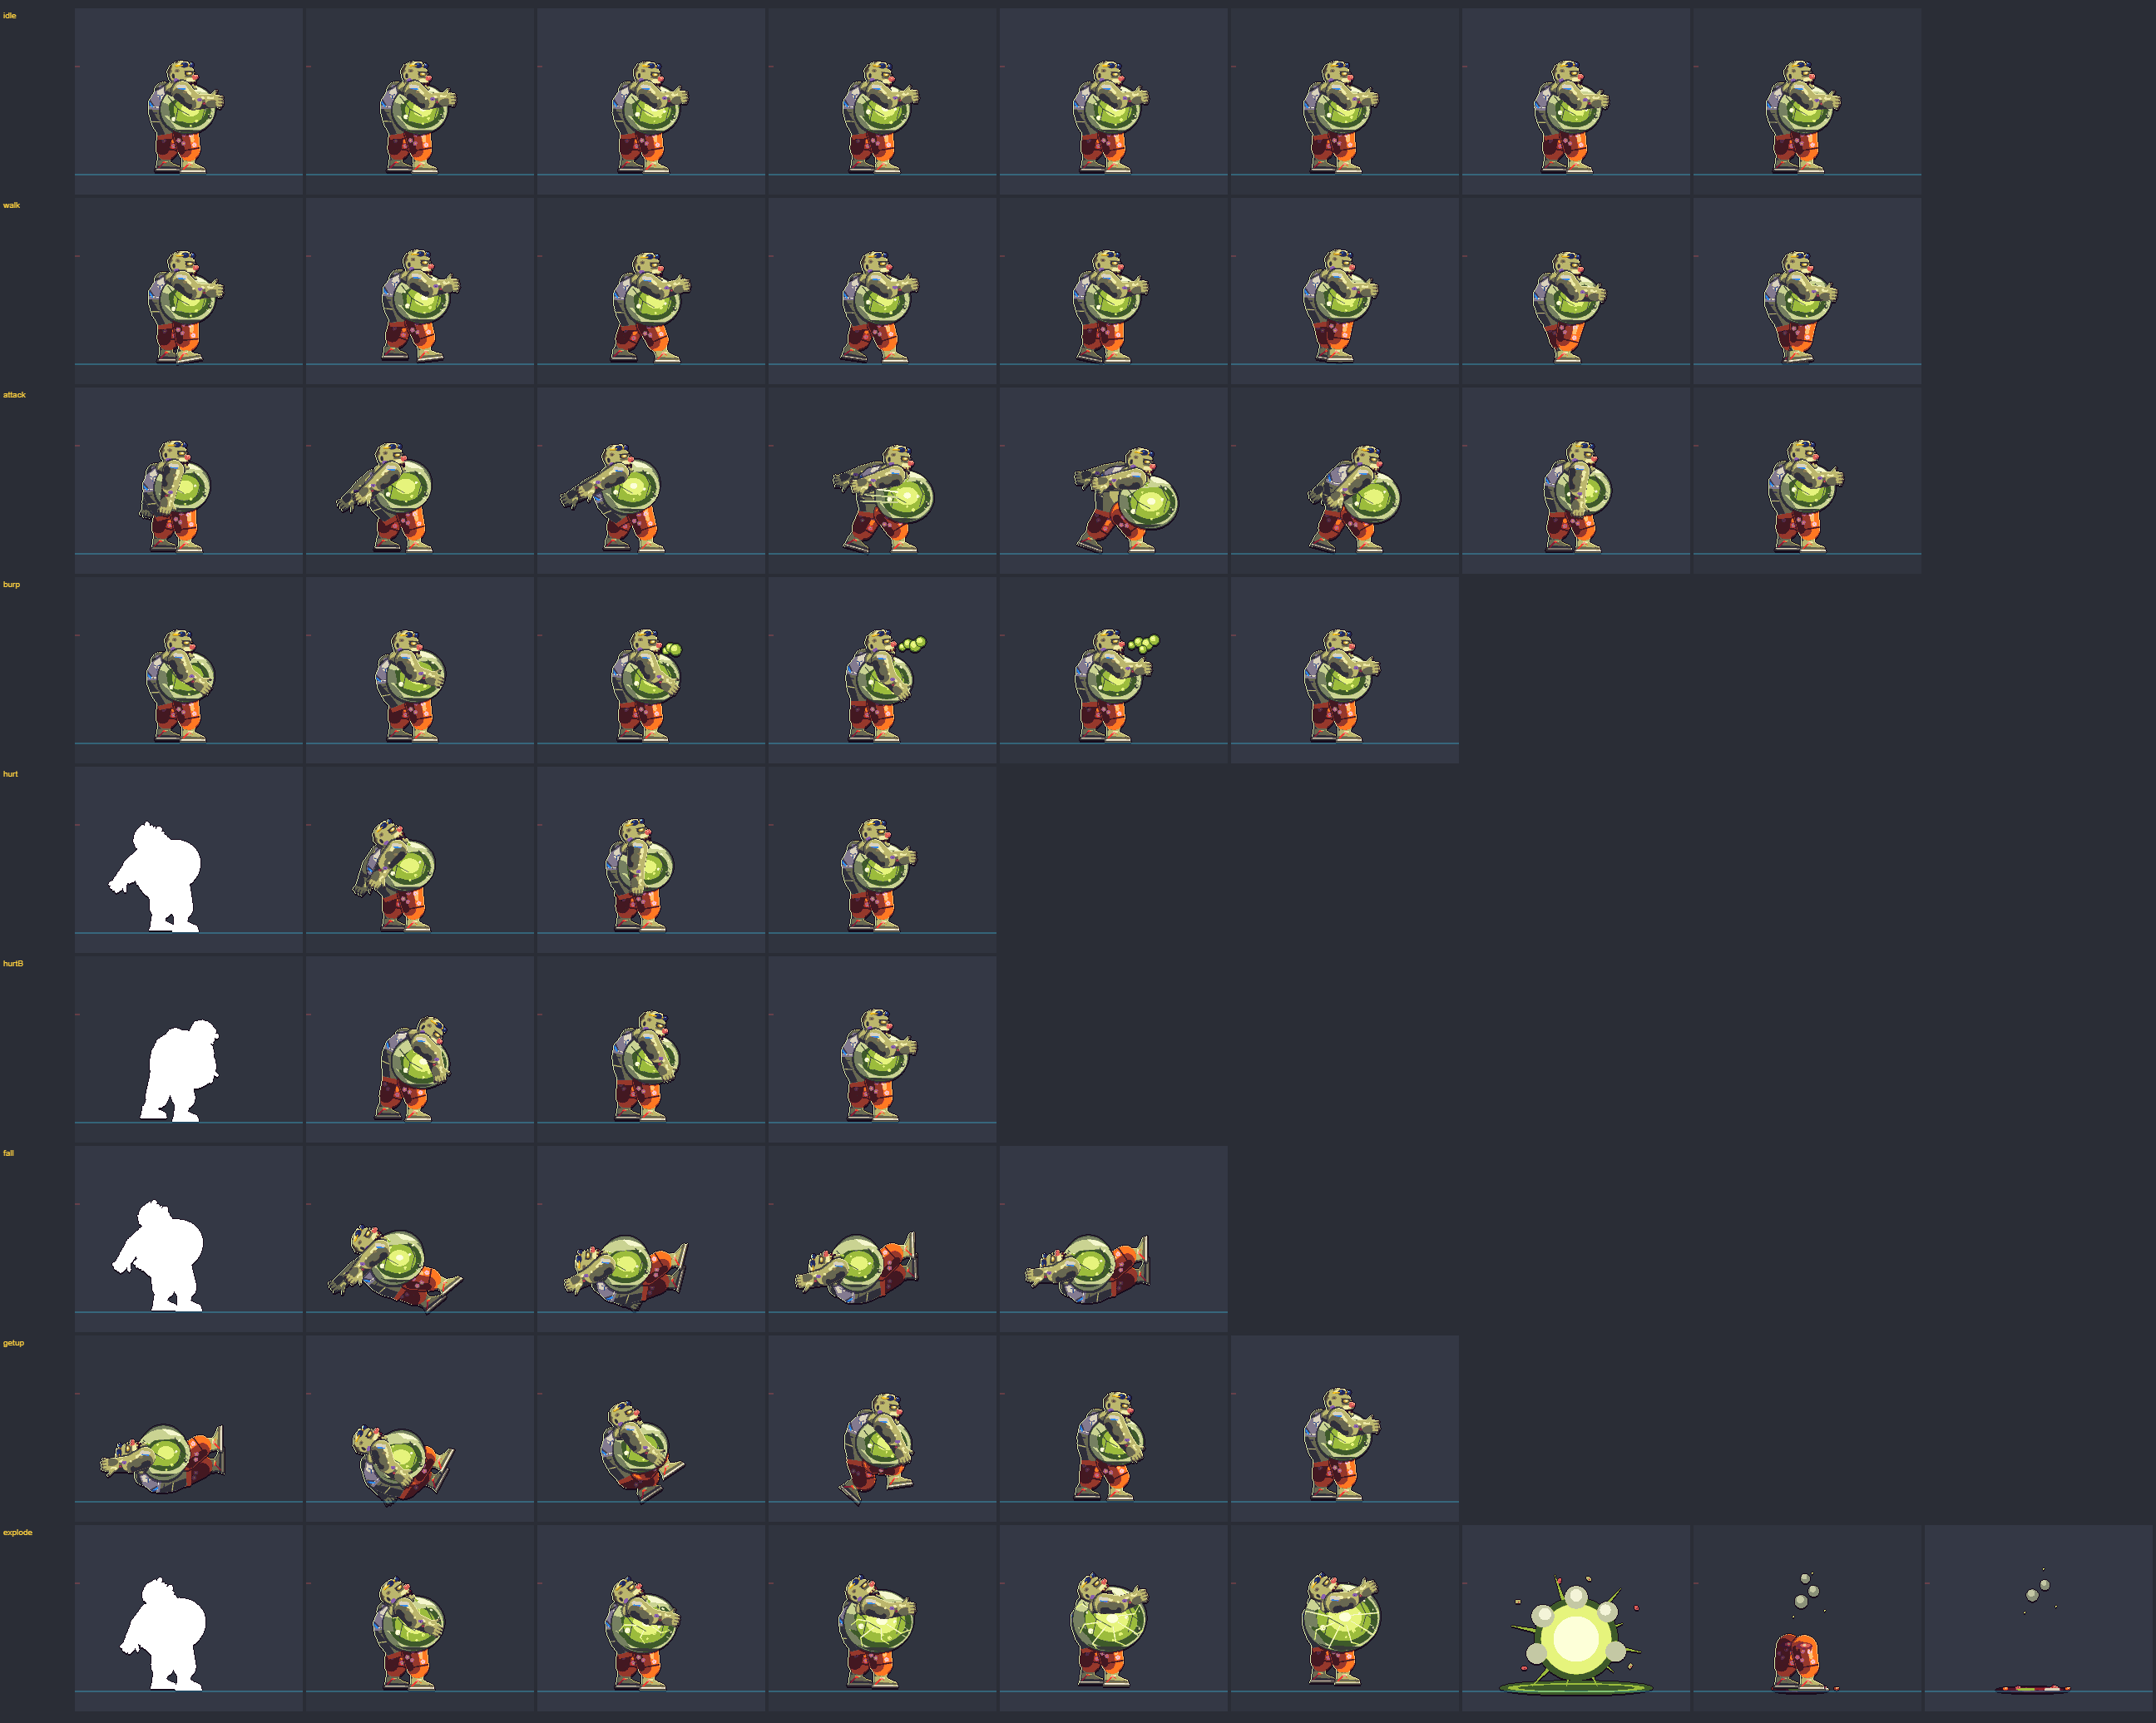 idle
walk
attack
burp
hurt
hurtB
fall
getup
explode